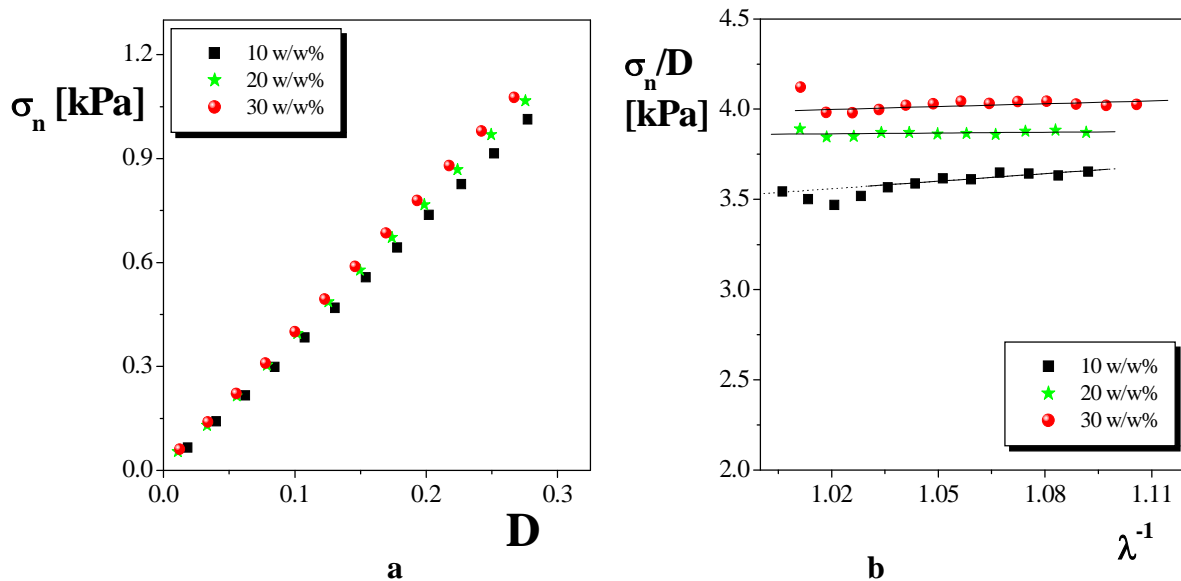 σn [kPa]
1.2
0.9
0.6
0.3
0.0
10 w/w%
20 w/w%
30 w/w%
0.0 0.1 0.2 0.3
D
a
σn/D
[kPa]
4.5
4.0
3.5
3.0
2.5
2.0
10 w/w%
20 w/w%
30 w/w%
1.02 1.05 1.08 1.11
λ-1
b